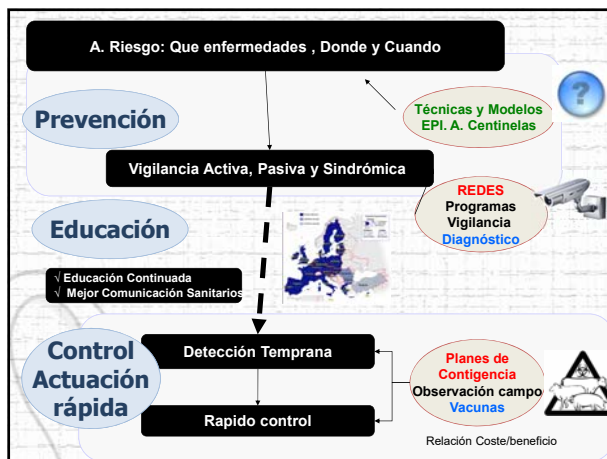 A. Riesgo: Que enfermedades , Donde y Cuando
Prevención
Técnicas y Modelos
EPI. A. Centinelas
?
Vigilancia Activa, Pasiva y Sindrómica
REDES
Programas
Vigilancia
Diagnóstico
Educación
√ Educación Continuada
√ Mejor Comunicación Sanitarios
Control
Actuación
rápida
Detección Temprana
Planes de
Contigencia
Observación campo
Vacunas
Rapido control
Relación Coste/beneficio